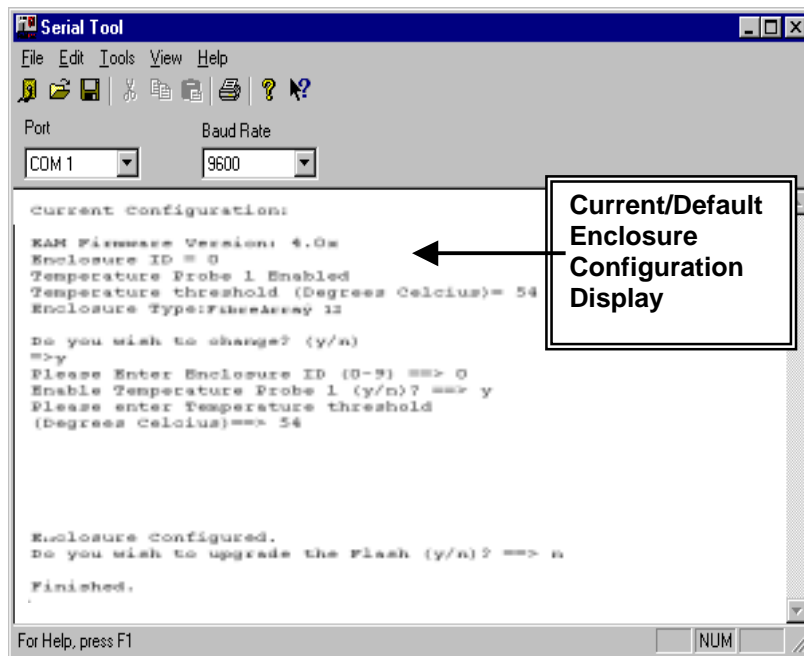 Serial Tool
File Edit Tools View Help
Port
Baud Rate
COM 1
9600
Current Configuration:
EAM Firmware Version: 4.0x
Enclosure ID = 0
Temperature Probe 1 Enabled
Temperature threshold (Degrees Celcius)= 54
Enclosure Type:FibreArray 12
Do you wish to change? (y/n)
=>y
Please Enter Enclosure ID (0-9) ==> 0
Enable Temperature Probe 1 (y/n)? ==> y
Please enter Temperature threshold
(Degrees Celcius)==> 54
Enclosure Configured.
Do you wish to upgrade the Flash (y/n)? ==> n
Finished.
Current/Default
Enclosure
Configuration
Display
For Help, press F1
NUM